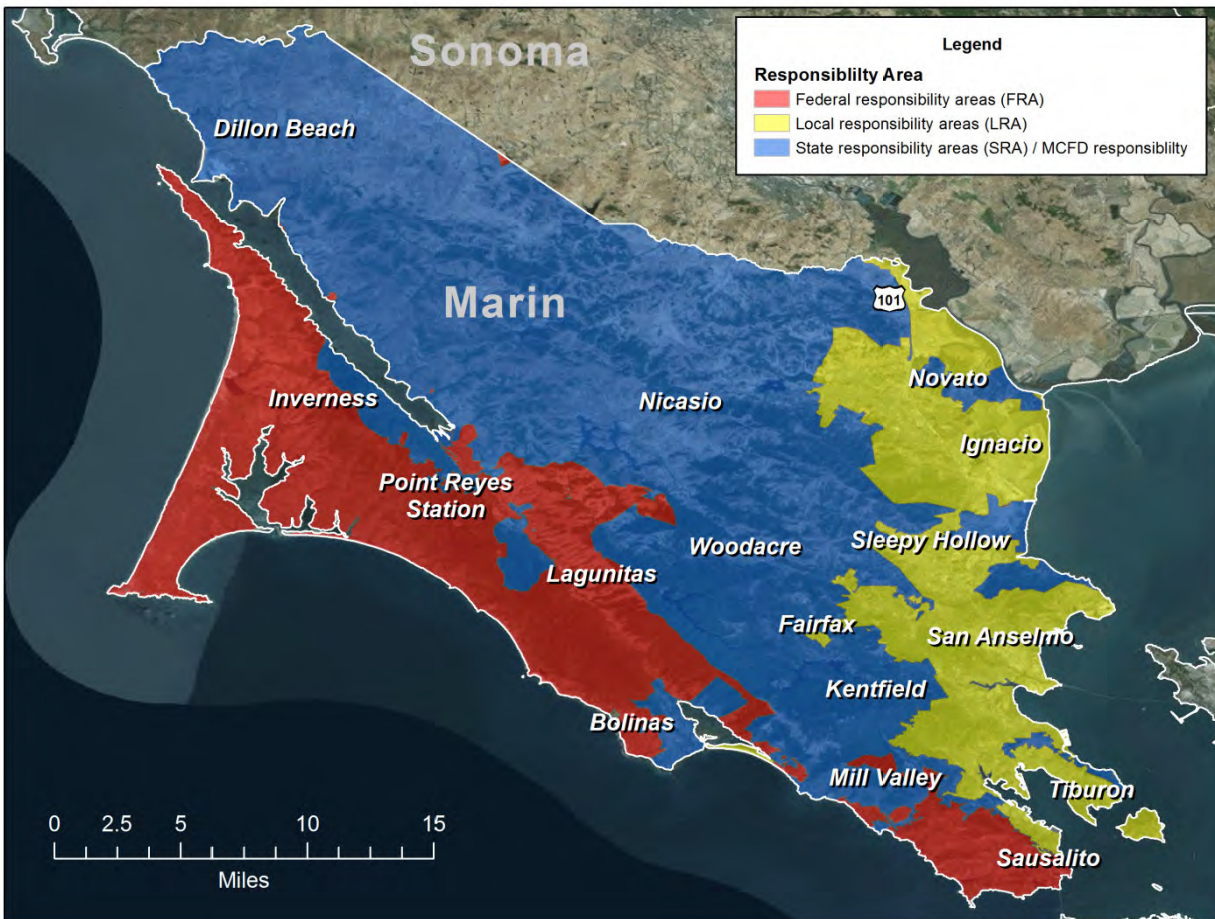 Sonoma
Legend
Responsiblilty Area
Federal responsibility areas (FRA)
Local responsibility areas (LRA)
State responsibility areas (SRA) / MCFD responsiblity
Dillon Beach
Marin
101
Novato
Inverness
Nicasio
Ignacio
Point Reyes
Station
Woodacre
Sleepy Hollow
Lagunitas
Fairfax
San Anselmo
Kentfield
Bolinas
Mill Valley
Tiburon
Sausalito
0 2.5 5 10 15
Miles